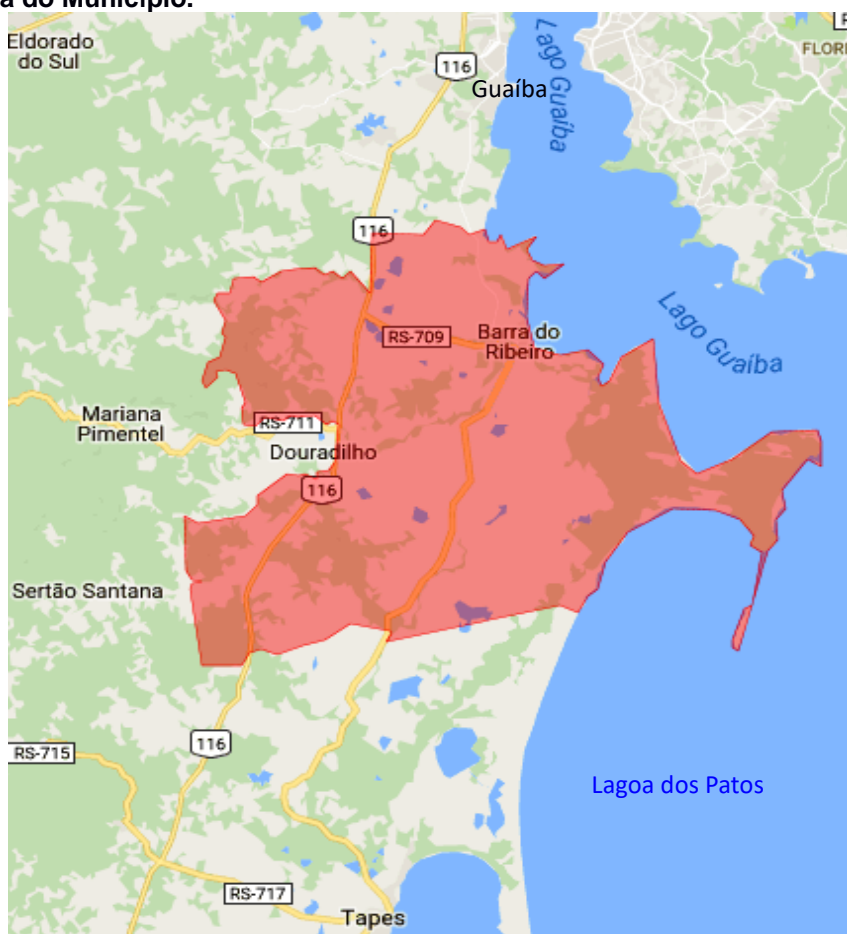 a do Município.
Eldorado
do Sul
116
Guaíba
Lago Guaíba
FLOR
116
Lago Guaíba
RS-709
Barra do
Ribeiro
Mariana
Pimentel
RS-711
Douradilho
116
Sertão Santana
116
RS-715
Lagoa dos Patos
RS-717
Tapes